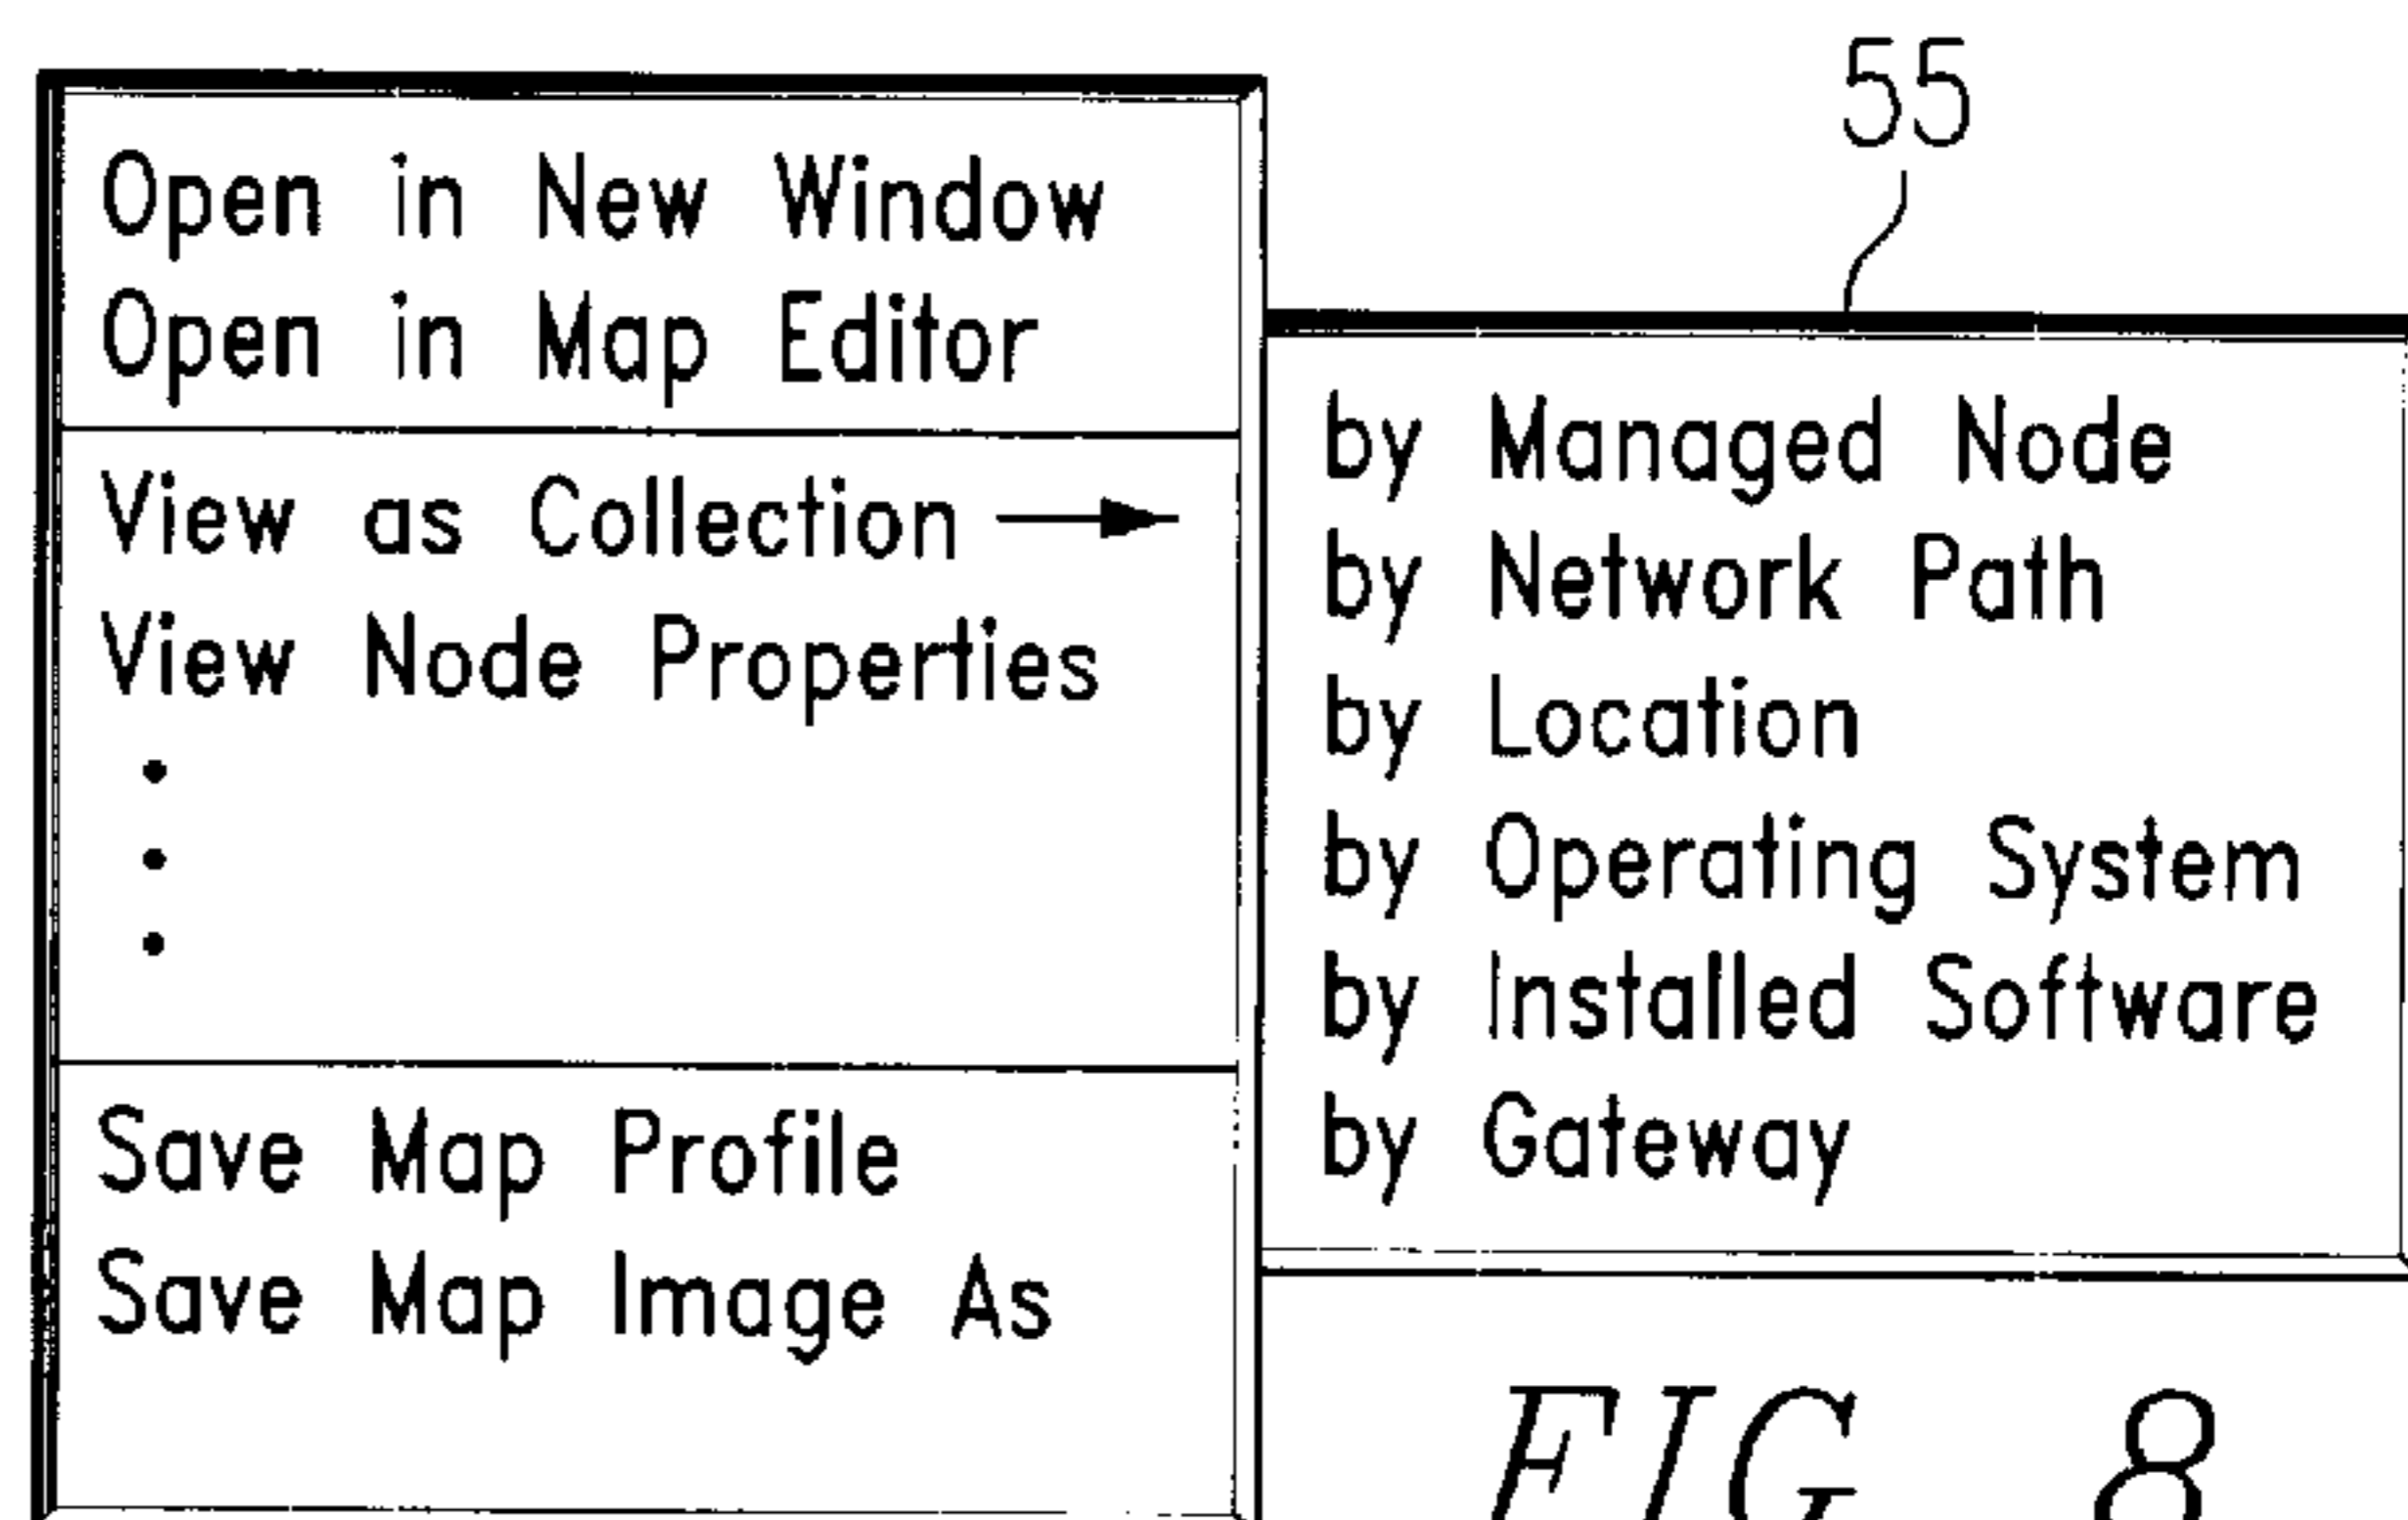 55
Open in New Window
Open in Map Editor
View as Collection
View Node Properties
Save Map Profile
Save Map Image As
by Managed Node
by Network Path
by Location
by Operating System
by Installed Software
by Gateway
FIG 8